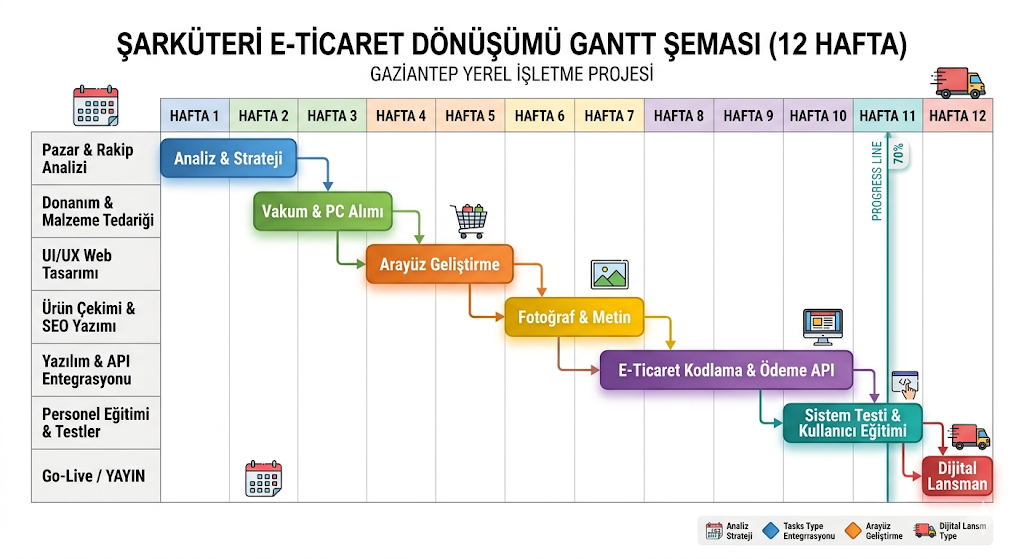 ŞARKÜTERİ E-TİCARET DÖNÜŞÜMÜ GANTT ŞEMASI (12 HAFTA)
GAZİANTEP YEREL İŞLETME PROJESİ
HAFTA 1
HAFTA 2
HAFTA 3
HAFTA 4
HAFTA 5
HAFTA 6
HAFTA 7
HAFTA 8
HAFTA 9
HAFTA 10
HAFTA 11
HAFTA 12
Pazar & Rakip
Analizi
Analiz & Strateji
PROGRESS LINE
70%
Donanım &
Malzeme Tedariği
Vakum & PC Alımı
UI/UX Web
Tasarımı
Arayüz Geliştirme
Ürün Çekimi &
SEO Yazımı
Fotoğraf & Metin
Yazılım & API
Entegrasyonu
E-Ticaret Kodlama & Ödeme API
Personel Eğitimi
& Testler
Sistem Testi &
Kullanıcı Eğitimi
Go-Live / YAYIN
Dijital
Lansman
Analiz
Stratejı
Tasks Type
Entegrrasyonu
Arayüz
Geliştirme
Dijital Lansm
Type